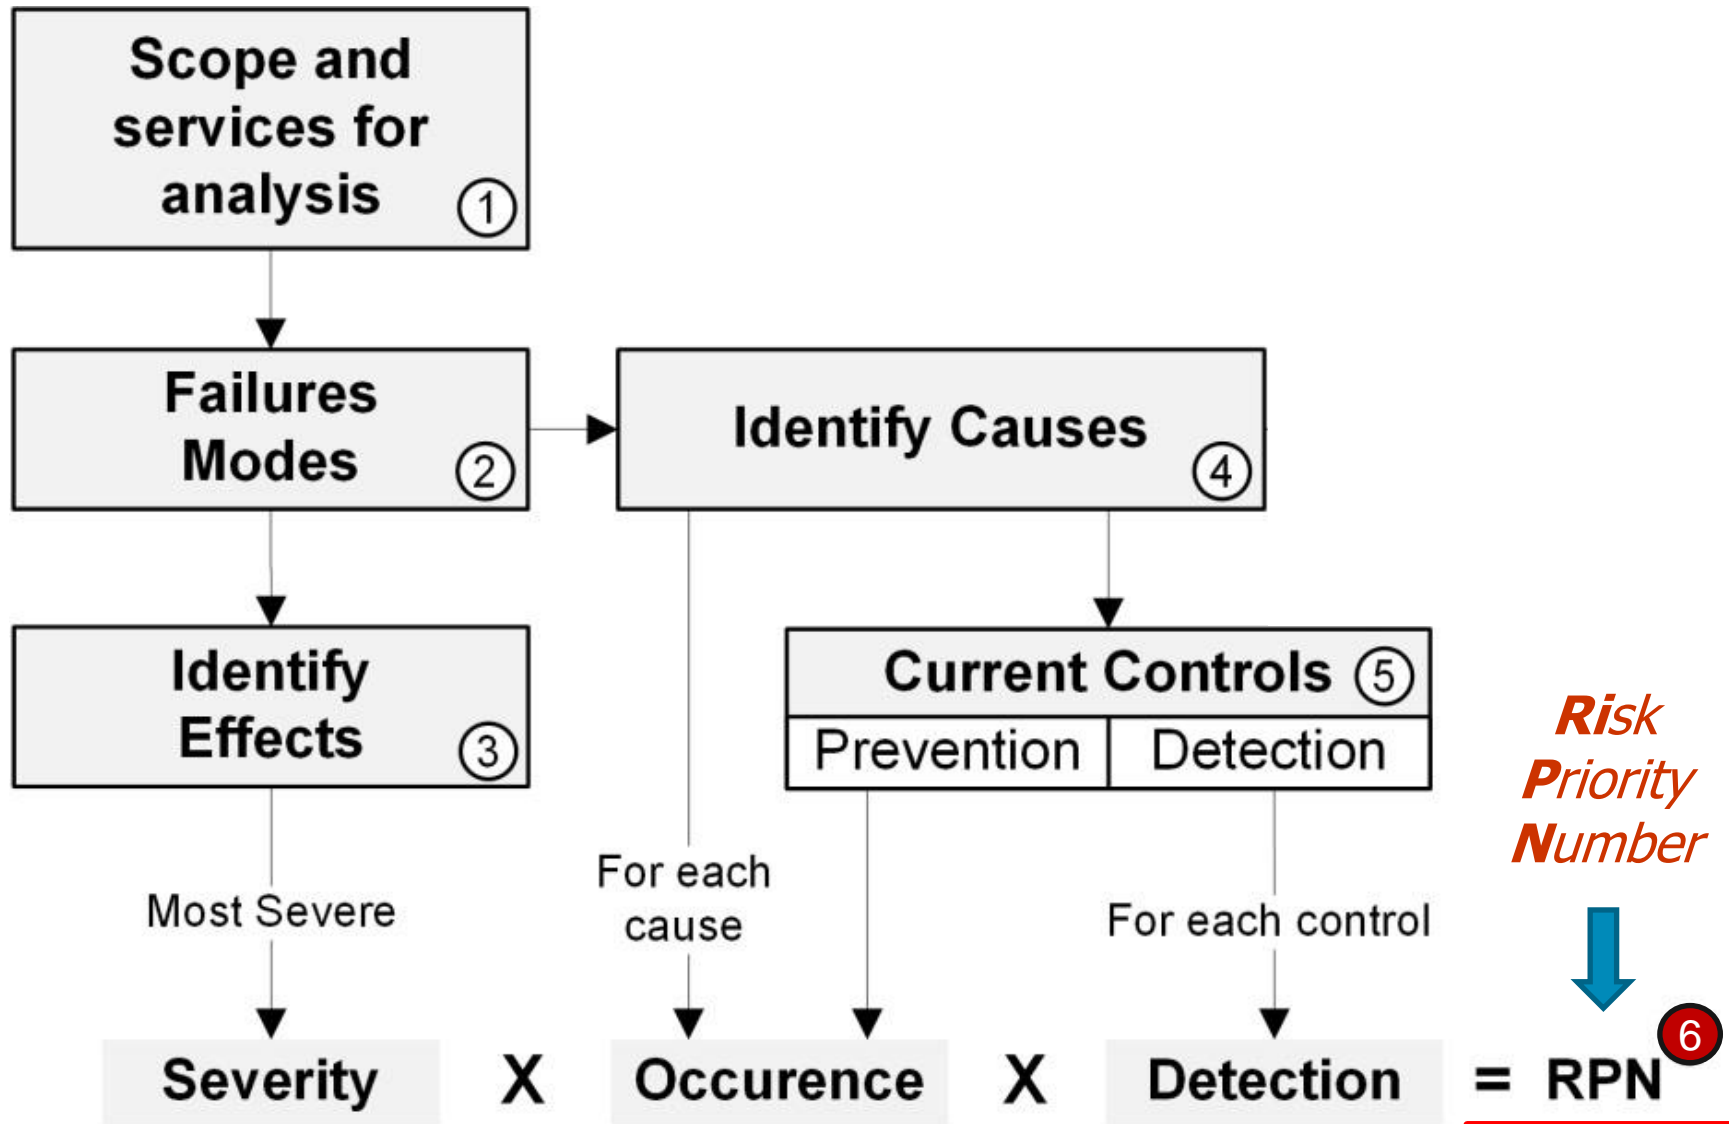 Scope and
services for
analysis
1
Failures
Modes
2
Identify Causes
4
Identify
Effects
3
Current Controls 5
Prevention Detection
Risk
Priority
Number
Most Severe
For each
cause
For each control
6
Severity X Occurence X Detection = RPN